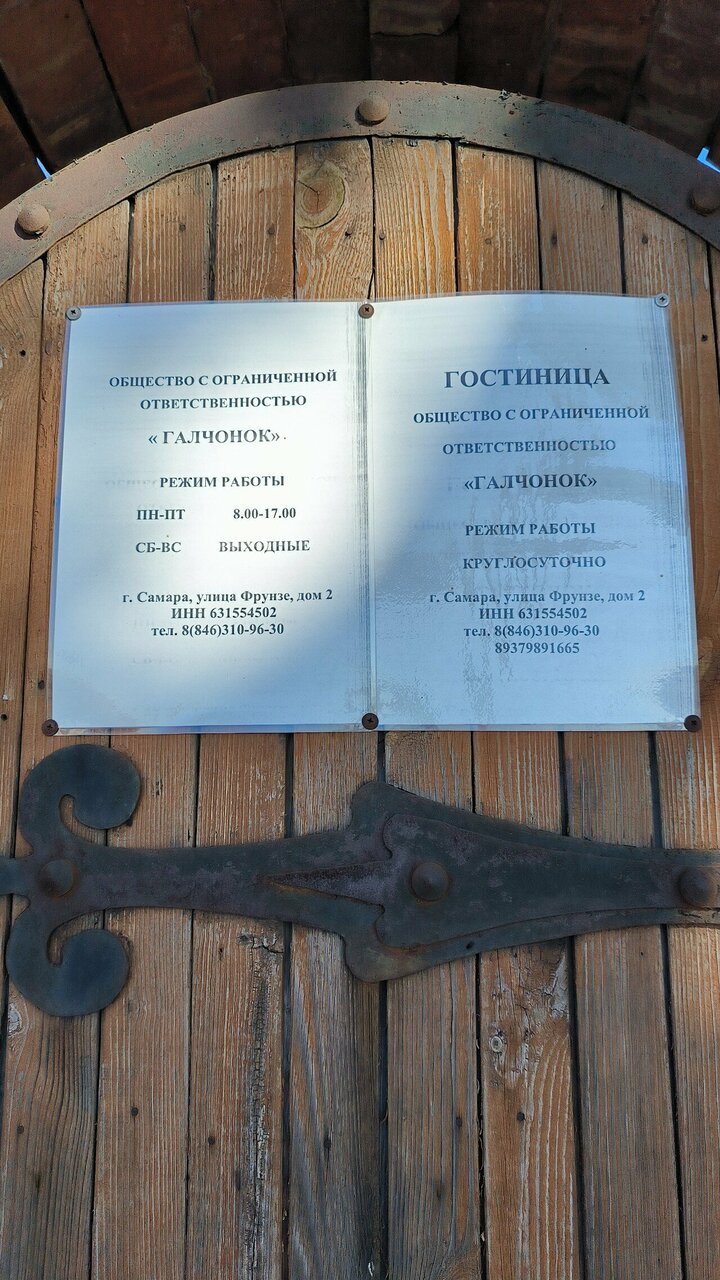 ОБЩЕСТВО С ОГРАНИЧЕННОЙ
ОТВЕТСТВЕННОСТЬЮ
« ГАЛЧОНОК»
РЕЖИМ РАБОТЫ
ПН-ПТ 8.00-17.00
СБ-ВС ВЫХОДНЫЕ
г. Самара, улица Фрунзе, дом 2
ИНН 631554502
тел. 8(846)310-96-30
ГОСТИНИЦА
ОБЩЕСТВО С ОГРАНИЧЕННОЙ
ОТВЕТСТВЕННОСТЬЮ
«ГАЛЧОНОК»
РЕЖИМ РАБОТЫ
КРУГЛОСУТОЧНО
г. Самара, улица Фрунзе, дом 2
ИНН 631554502
тел. 8(846)310-96-30
89379891665